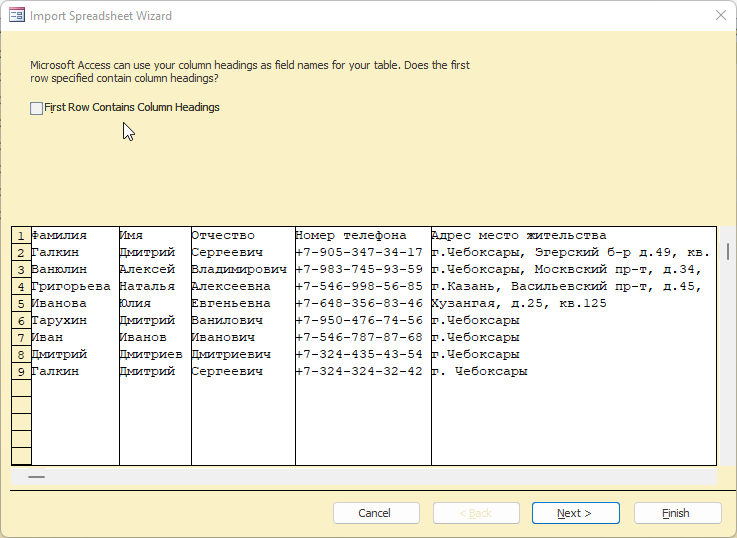 Import Spreadsheet Wizard
Microsoft Access can use your column headings as field names for your table. Does the first
row specified contain column headings?
First Row Contains Column Headings
1 Фамилия Имя Отчество Номер телефона Адрес место жительства
2 Галкин Дмитрий Сергеевич +7-905-347-34-17 г.Чебоксары, Эгерский б-р д.49, кв.
3 Ванюлин Алексей Владимирович +7-983-745-93-59 г.Чебоксары, Москвский пр-т, д.34,
4 Григорьева Наталья Алексеевна +7-546-998-56-85 г.Казань, Васильевский пр-т, д.45,
5 Иванова Юлия Евгеньевна +7-648-356-83-46 Хузангая, д.25, кв.125
6 Тарухин Дмитрий Ванилович +7-950-476-74-56 г.Чебоксары
7 Иван Иванов Иванович +7-546-787-87-68 г.Чебоксары
8 Дмитрий Дмитриев Дмитриевич +7-324-435-43-54 г.Чебоксары
9 Галкин Дмитрий Сергеевич +7-324-324-32-42 г. Чебоксары
Cancel < Back Next > Finish